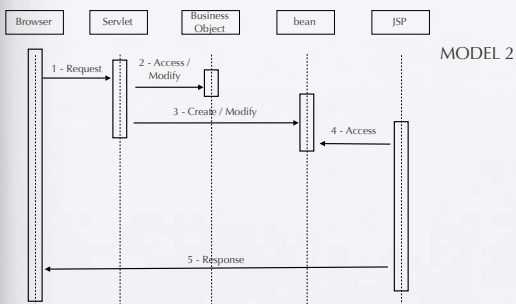 Browser
Servlet
Business
Object
bean
JSP
MODEL 2
1 - Request
2 - Access /
Modify
3 - Create / Modify
4 - Access
5 - Response